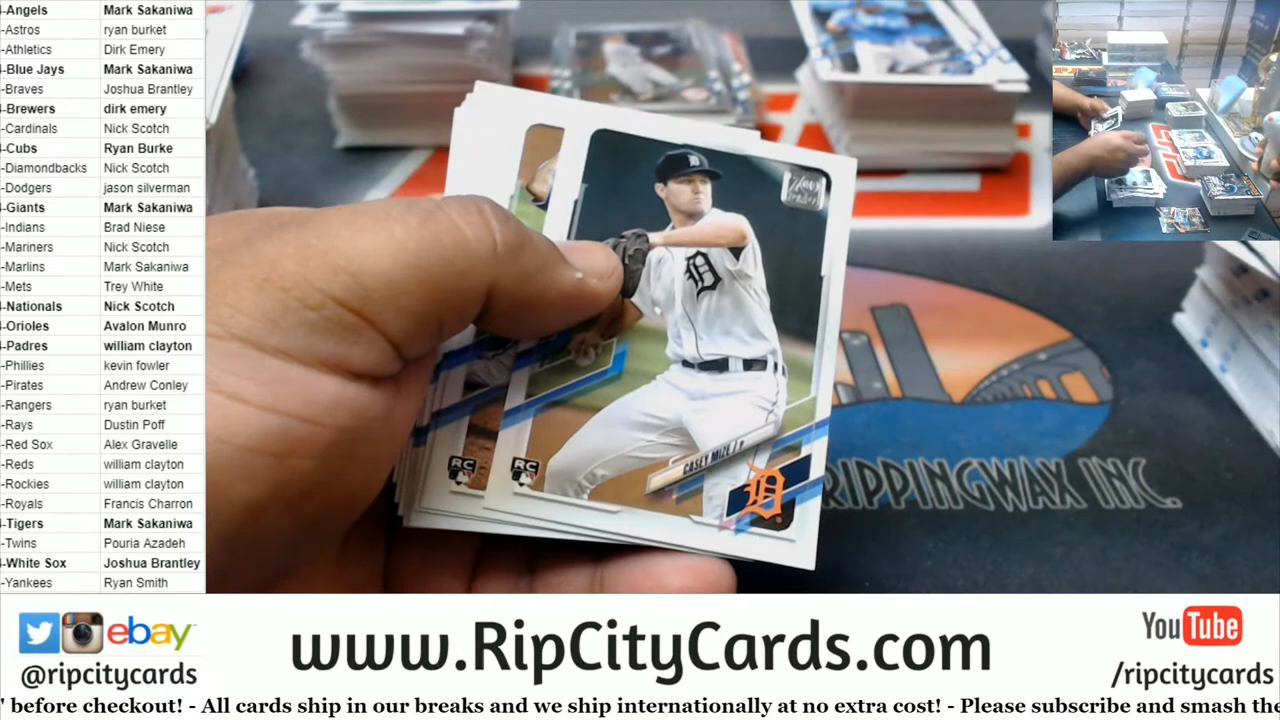 -Angels Mark Sakaniwa
-Astros ryan burket
-Athletics Dirk Emery
-Blue Jays Mark Sakaniwa
-Braves Joshua Brantley
-Brewers dirk emery
-Cardinals Nick Scotch
-Cubs Ryan Burke
-Diamondbacks Nick Scotch
-Dodgers jason silverman
-Giants Mark Sakaniwa
-Indians Brad Niese
-Mariners Nick Scotch
-Marlins Mark Sakaniwa
-Mets Trey White
-Nationals Nick Scotch
-Orioles Avalon Munro
-Padres william clayton
-Phillies kevin fowler
-Pirates Andrew Conley
-Rangers ryan burket
-Rays Dustin Poff
-Red Sox Alex Gravelle
-Reds william clayton
-Rockies william clayton
-Royals Francis Charron
-Tigers Mark Sakaniwa
-Twins Pouria Azadeh
-White Sox Joshua Brantley
-Yankees Ryan Smith
70
D
D
CASEY MIZE / P
RC
RC
D
RIPPINGWAX INC.
ebay
@ripcitycards
www.RipCityCards.com
YouTube
/ripcitycards
" before checkout! - All cards ship in our breaks and we ship internationally at no extra cost! - Please subscribe and smash the